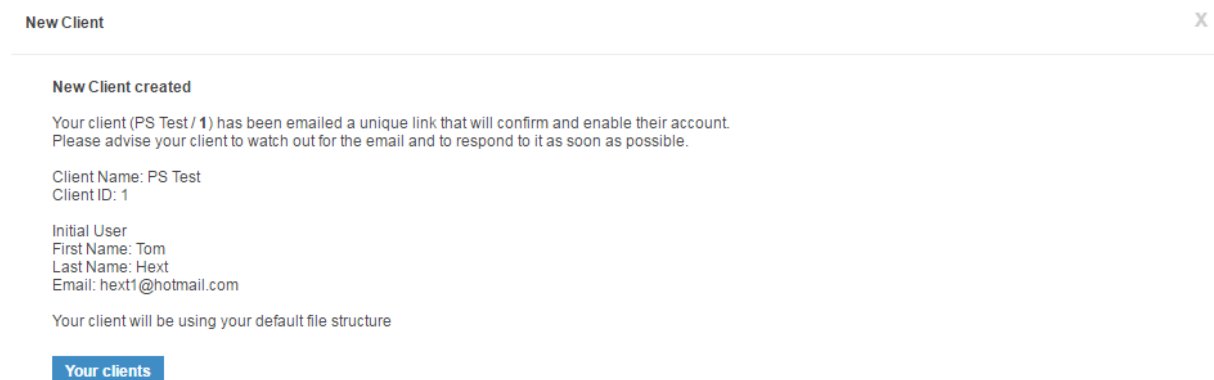 New Client
X
New Client created
Your client (PS Test / 1) has been emailed a unique link that will confirm and enable their account.
Please advise your client to watch out for the email and to respond to it as soon as possible.
Client Name: PS Test
Client ID: 1
Initial User
First Name: Tom
Last Name: Hext
Email: hext1@hotmail.com
Your client will be using your default file structure
Your clients